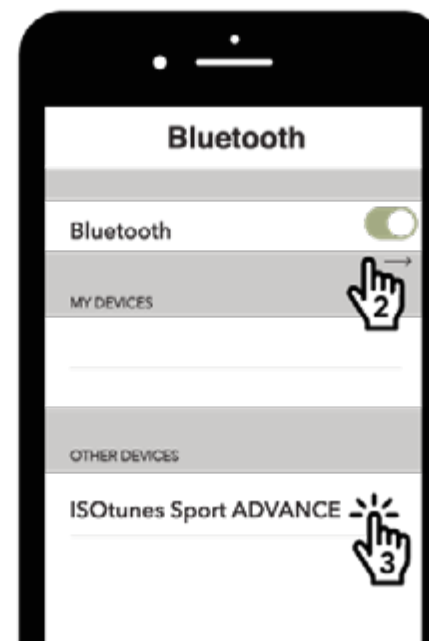 Bluetooth
Bluetooth
2
MY DEVICES
OTHER DEVICES
ISOtunes Sport ADVANCE
3